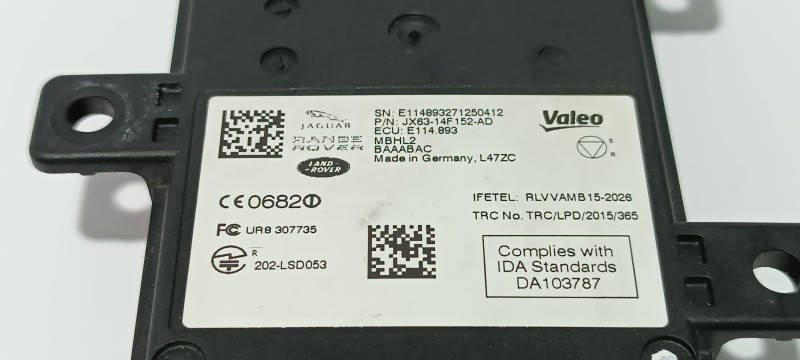 JAGUAR
RANGE
ROVER
LAND-
ROVER
SN: E114893271250412
P/N: JX63-14F152-AD
ECU: E114.893
MBHL2
BAAABAC
Made in Germany, L47ZC
Valeo
S
R
CE0682
IFETEL: RLVVAMB15-2026
TRC No. TRC/LPD/2015/365
FC UR8 307735
R
202-LSD053
Complies with
IDA Standards
DA103787